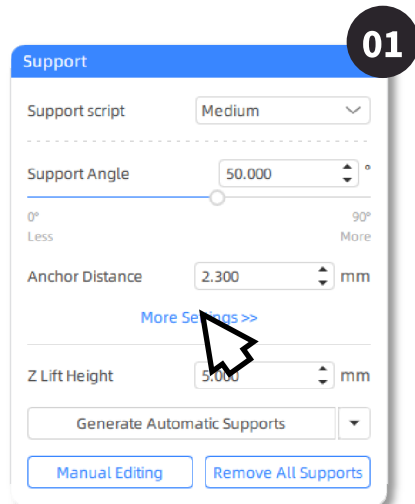 01
Support
Support script Medium
Support Angle 50.000 °
0° 90°
Less More
Anchor Distance 2.300 mm
More Settings >>
Z Lift Height 5.000 mm
Generate Automatic Supports
Manual Editing Remove All Supports